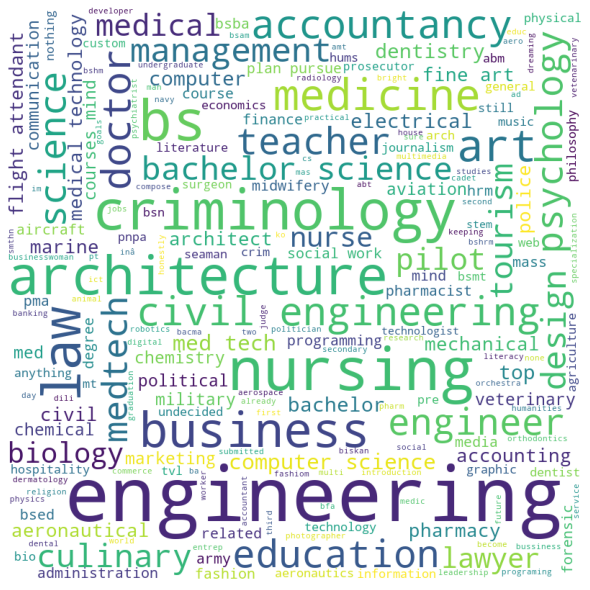 developer
bsam
amt
educ
aero
physical
nothing
custom
medical
bsba
accountancy
undergraduate
hums
dentistry
dreaming
vetenarinary
bshm
management
plan pursue
prosecutor
abm
bright
flight attendant
communication
medical technology
courses mind
science
doctor
psychiatrist
man
navy
goals
radiology
computer
course
economics
practical
fine art
general
ad
still
bs
medicine
finance
electrical
house
sure
arch
music
journalism
multimedia
philosophy
literature
teacher
art
psychology
cs
mas
studies
cadet
surgeon
midwifery
abt
second
im
compose
bachelor science
aviation
hrm
police
stem
web
aircraft
jobs
bsn
criminology
bshrm
specialization
smthn
businesswoman
pt
marine
pnpa
architect
ko
nurse
pilot
tourism
mass
seaman
crim
social work
honestly
inå
mind
bsmt
design
banking
pma
architecture
pharmacist
agriculture
ict
animal
civil engineering
law
degree
medtech
robotics
bacma
two
judge
politician
technologist
research
none
med
digital
med tech
programming
secondary
mechanical
literacy
anything
mt
chemistry
nursing
orchestra
day
dili
graduation
political
military
aerospace
already
pharm
top
veterinary
humanities
undecided
bachelor
pre
civil
chemical
business
first
engineer
media
orthodontics
biology
marketing
computer science
submitted
biskan
social
accounting
dermatology
hospitality
tvl
commerce
ba
worker
fashiom
multi
introduction
medic
graphic
dentist
physics
religion
accountant
bfa
future
service
bsed
engineering
technology
aeronautical
related
third
photographer
pharmacy
forensic
dental
world
entrep
become
bussiness
bio
culinary
education
lawyer
administration
fashion
army
aeronautics
information
leadership
programing